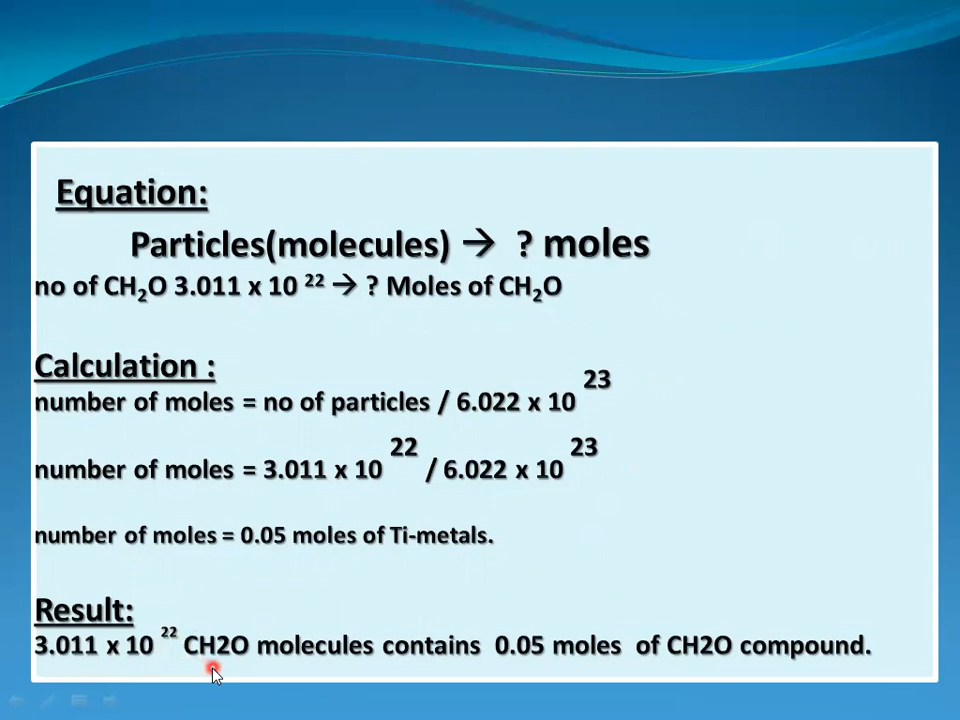 Equation:
Particles(molecules) → ? moles
no of CH₂O 3.011 x 10 ²² → ? Moles of CH₂O
Calculation :
number of moles = no of particles / 6.022 x 10 ²³
number of moles = 3.011 x 10 ²² / 6.022 x 10 ²³
number of moles = 0.05 moles of Ti-metals.
Result:
3.011 x 10 ²² CH2O molecules contains 0.05 moles of CH2O compound.